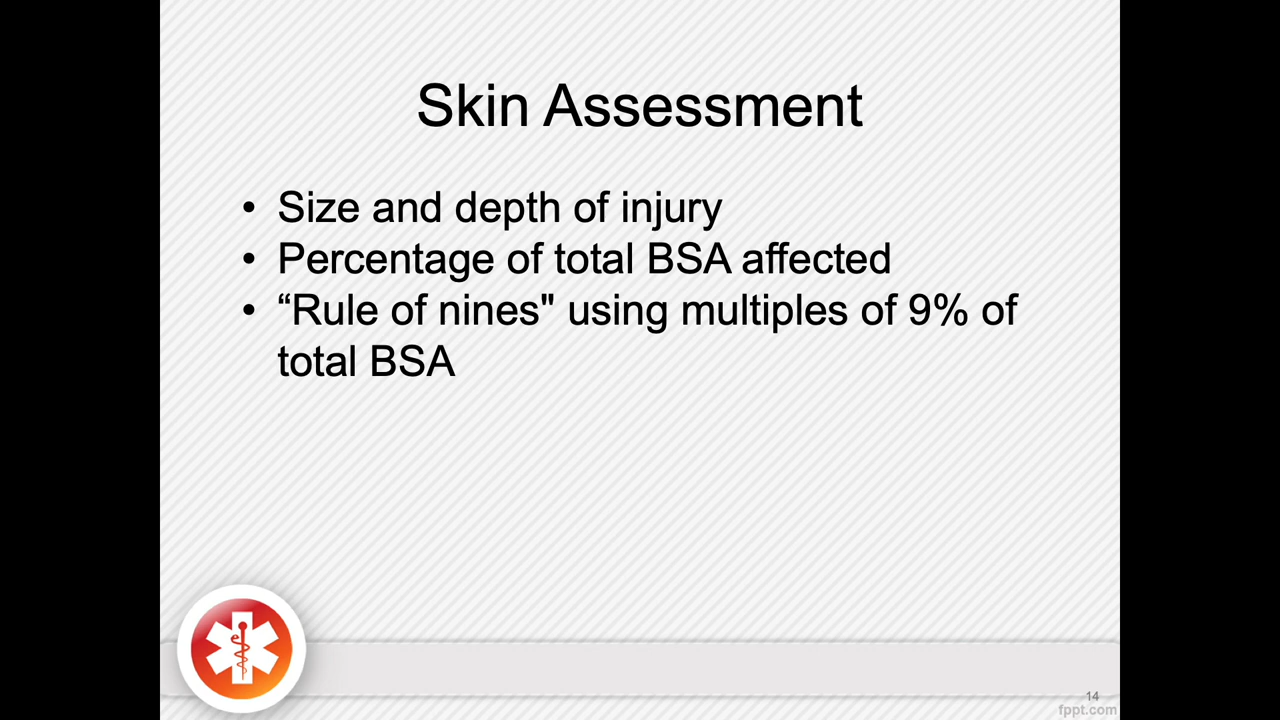 Skin Assessment
• Size and depth of injury
• Percentage of total BSA affected
• “Rule of nines" using multiples of 9% of
total BSA
14
fppt.com